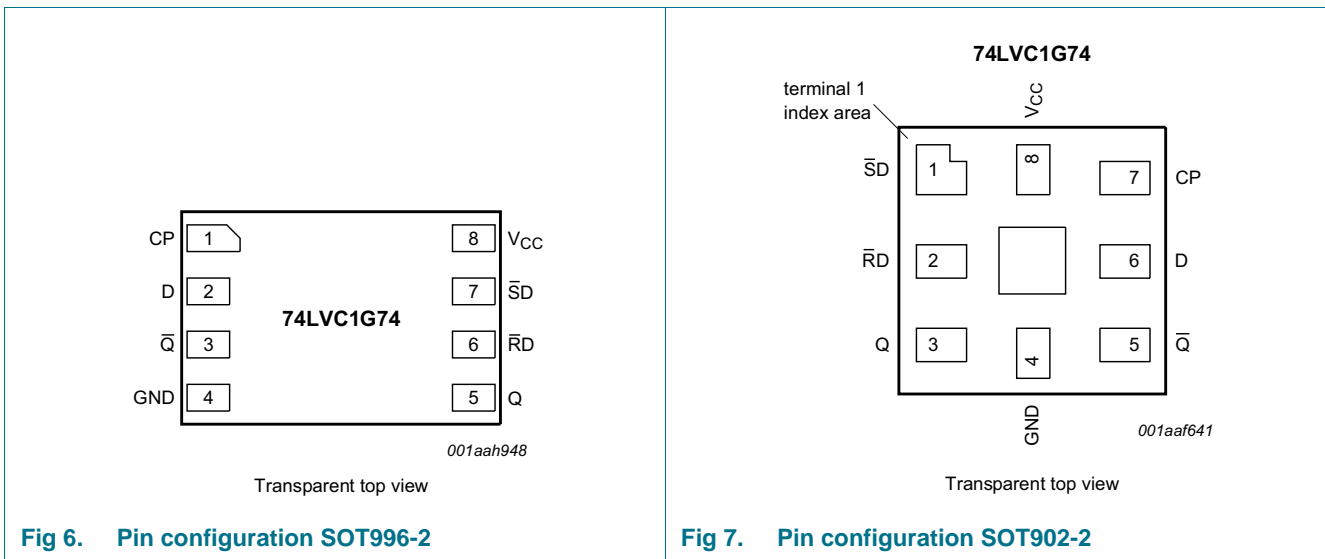 CP 1 8 VCC
D 2 7 S̅D
74LVC1G74
Q̅ 3 6 R̅D
GND 4 5 Q
001aah948
Transparent top view
Fig 6. Pin configuration SOT996-2
74LVC1G74
terminal 1
index area
VCC
S̅D 1 8 7 CP
R̅D 2 6 D
Q 3 4 5 Q̅
GND
001aaf641
Transparent top view
Fig 7. Pin configuration SOT902-2